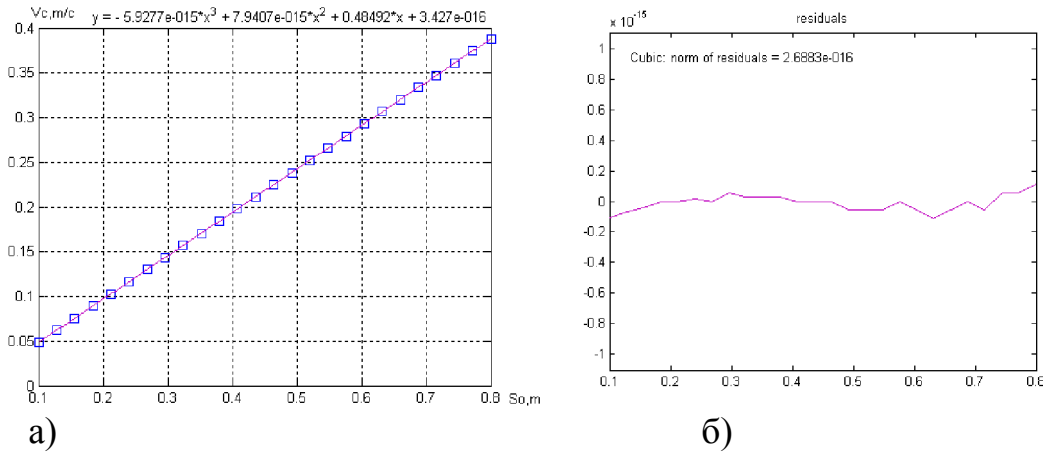 Vc,m/c y = - 5.9277e-015*x³ + 7.9407e-015*x² + 0.48492*x + 3.427e-016
0.4
0.35
0.3
0.25
0.2
0.15
0.1
0.05
0
0.1 0.2 0.3 0.4 0.5 0.6 0.7 0.8 So,m
а)
x 10⁻¹⁵ residuals
Cubic: norm of residuals = 2.6883e-016
1
0.8
0.6
0.4
0.2
0
-0.2
-0.4
-0.6
-0.8
-1
0.1 0.2 0.3 0.4 0.5 0.6 0.7 0.8
б)